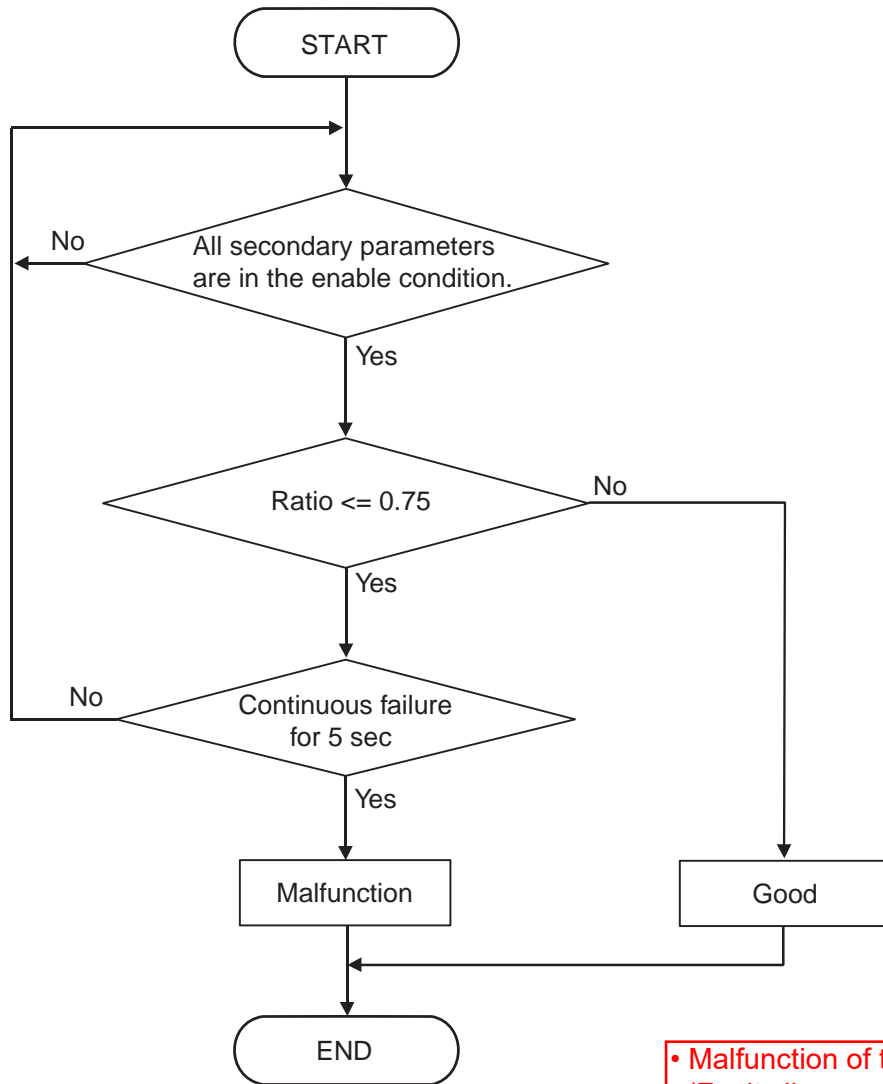 START
No
All secondary parameters
are in the enable condition.
Yes
Ratio <= 0.75
No
Yes
No
Continuous failure
for 5 sec
Yes
Malfunction
Good
END
• Malfunction of